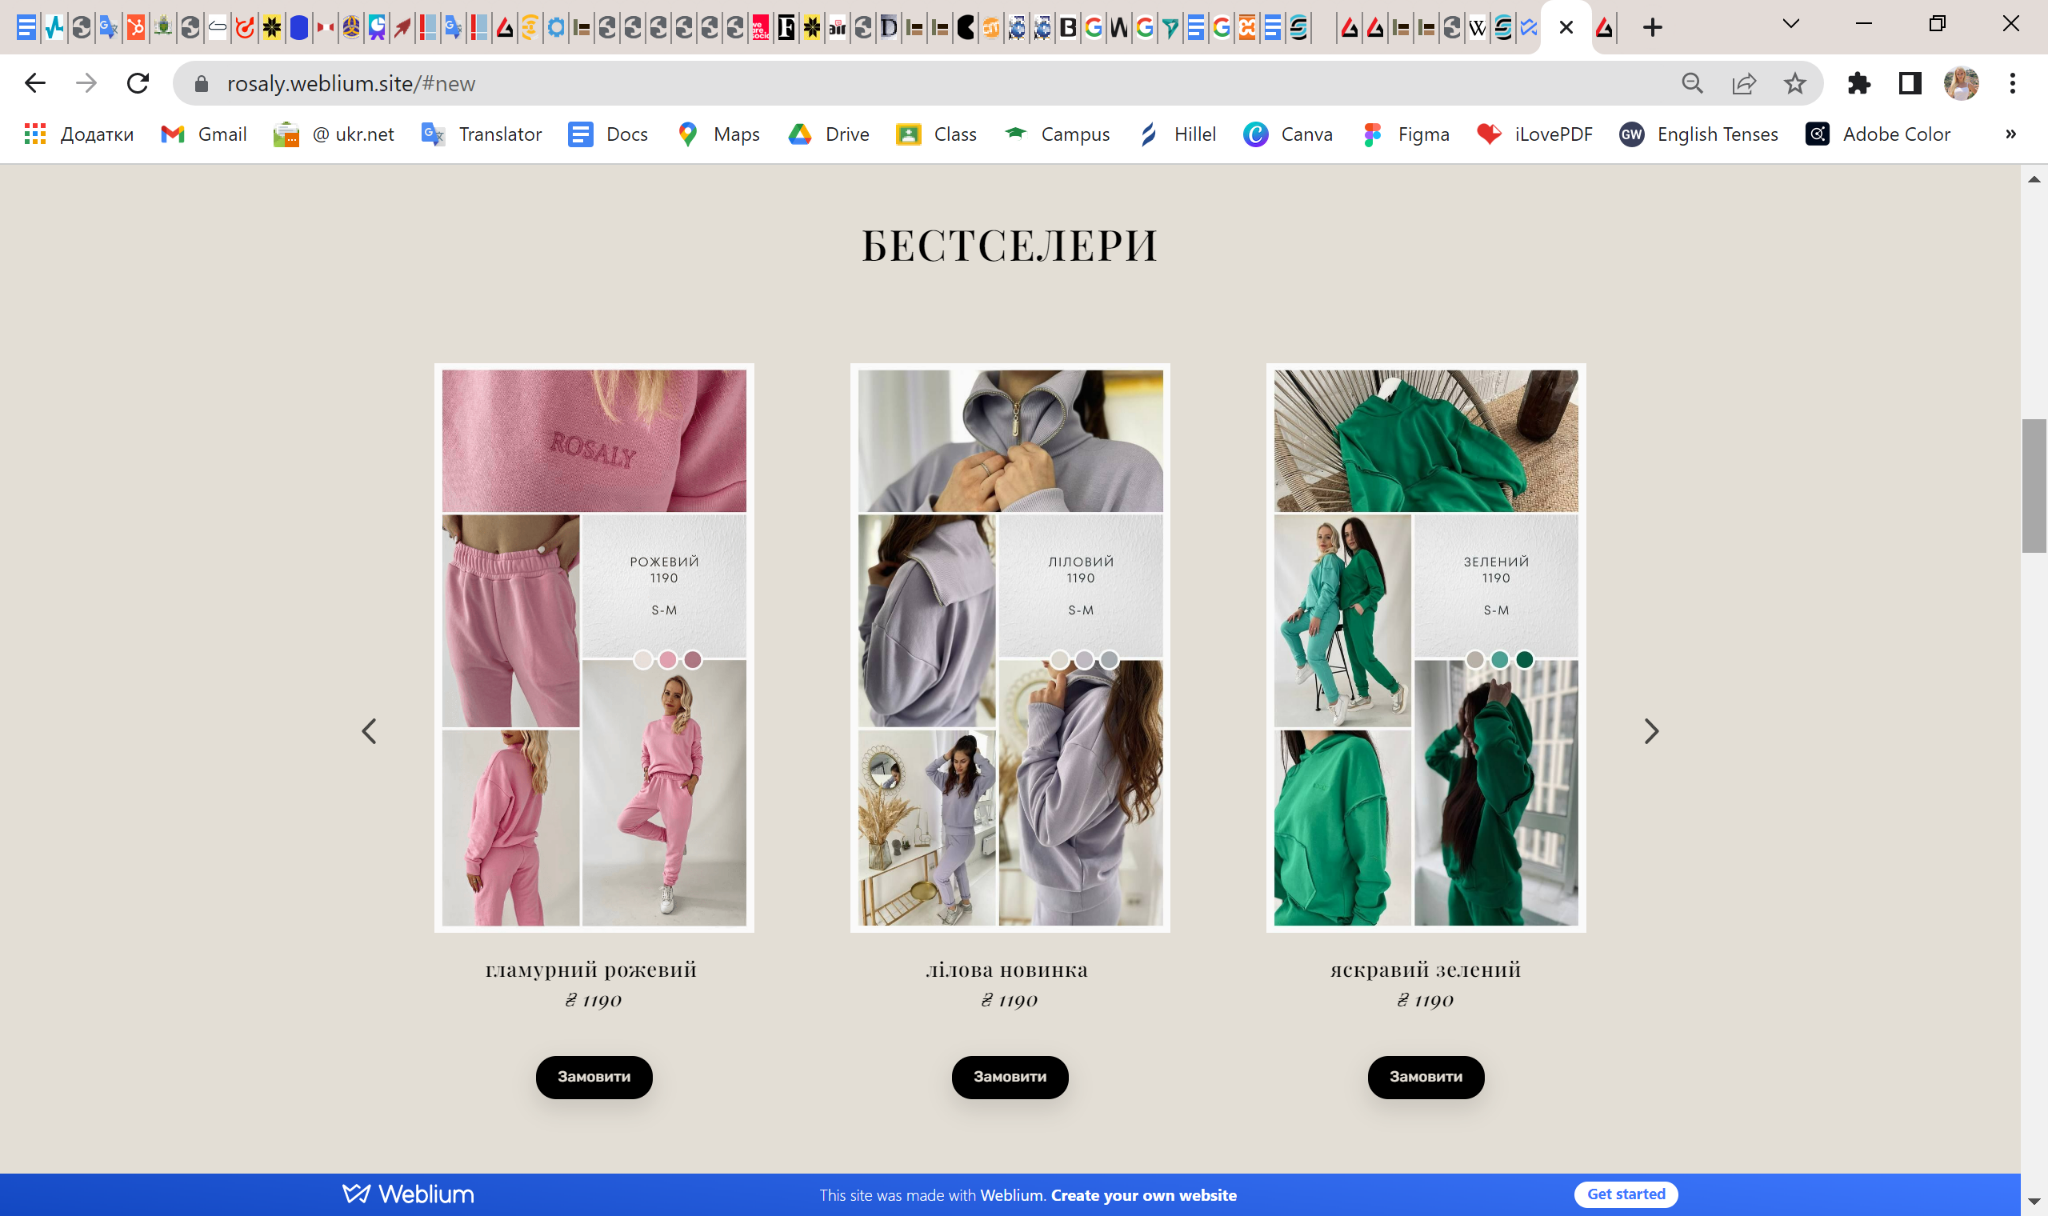 rosaly.weblium.site/#new
Додатки Gmail @ ukr.net Translator Docs Maps Drive Class Campus Hillel Canva Figma iLovePDF GW English Tenses Adobe Color »
БЕСТСЕЛЕРИ
ROSALY
РОЖЕВИЙ
1190
S-M
ЛІЛОВИЙ
1190
S-M
ЗЕЛЕНИЙ
1190
S-M
гламурний рожевий
₴ 1190
лілова новинка
₴ 1190
яскравий зелений
₴ 1190
Замовити
Замовити
Замовити
Weblium
This site was made with Weblium. Create your own website
Get started